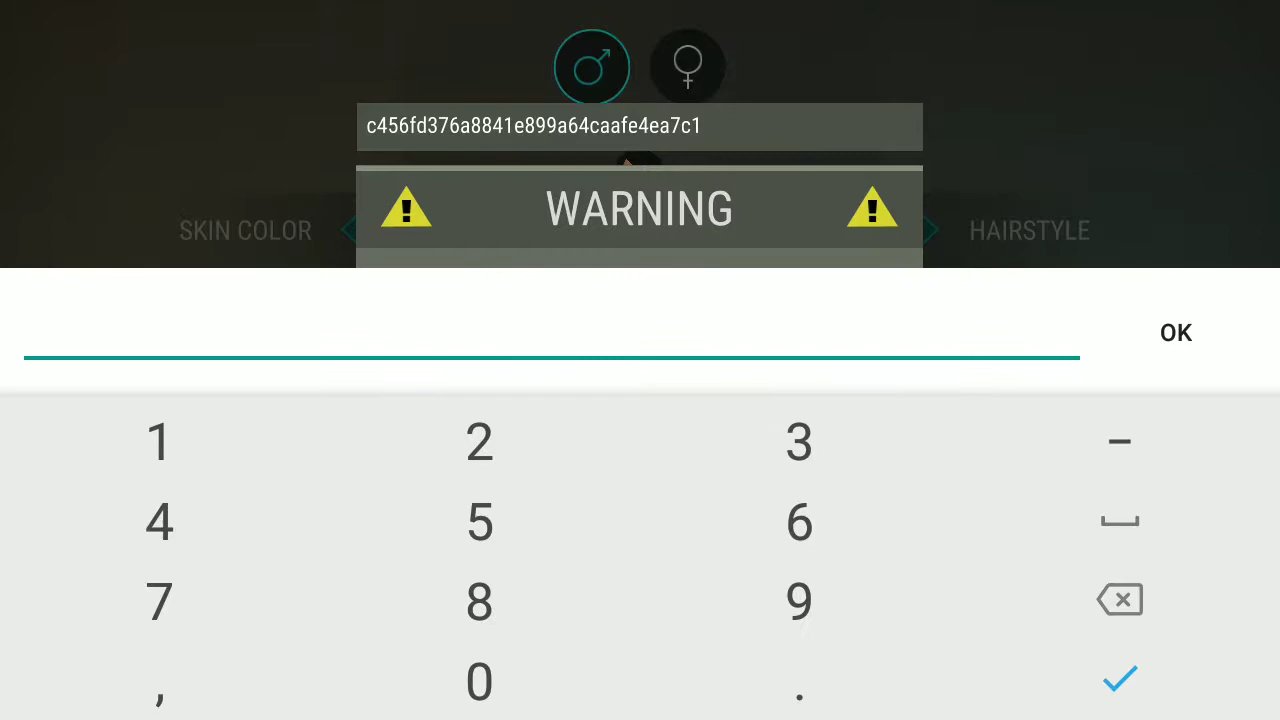 c456fd376a8841e899a64caafe4ea7c1
! WARNING !
SKIN COLOR HAIRSTYLE
OK
1 2 3 –
4 5 6
7 8 9
, 0 .